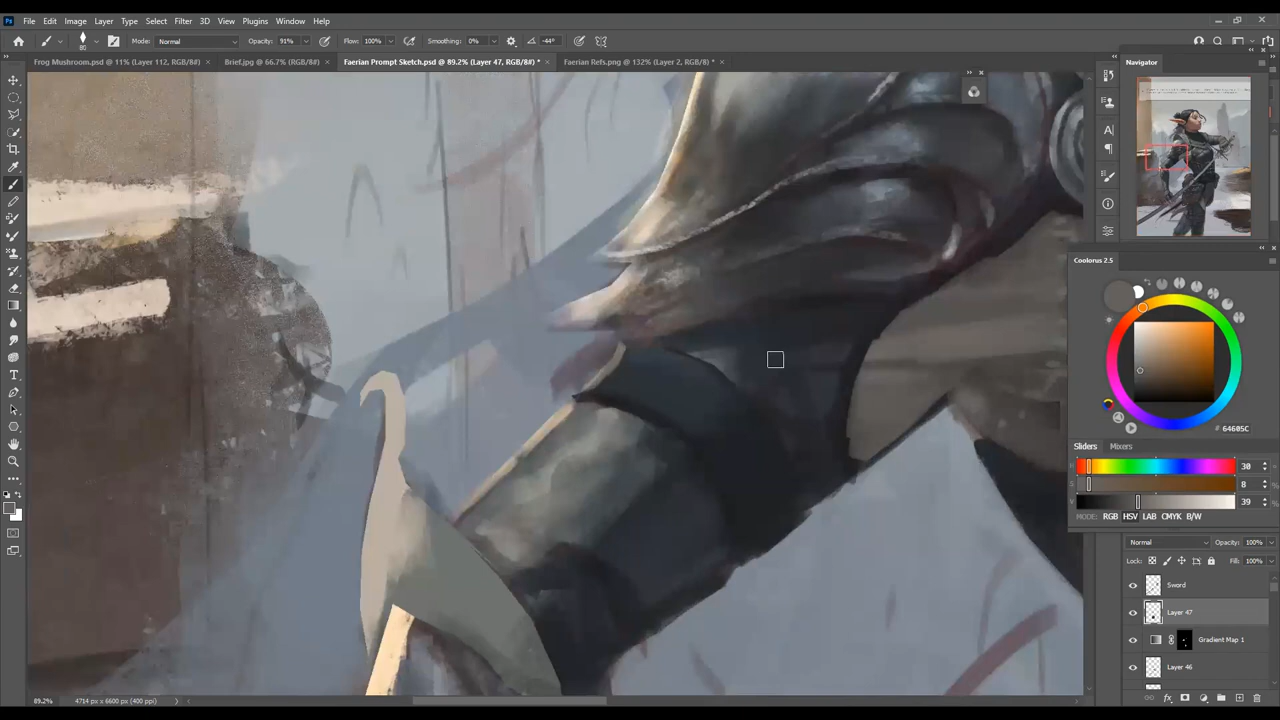 Ps File Edit Image Layer Type Select Filter 3D View Plugins Window Help
80 Mode: Normal Opacity: 91% Flow: 100% Smoothing: 0% -44°
Frog Mushroom.psd @ 11% (Layer 112, RGB/8#) × Brief.jpg @ 66.7% (RGB/8#) × Faerian Prompt Sketch.psd @ 89.2% (Layer 47, RGB/8#) * × Faerian Refs.png @ 132% (Layer 2, RGB/8) * ×
Navigator
Coolorus 2.5
# 64605C
Sliders Mixers
H 30 °
S 8 %
V 39 %
MODE: RGB HSV LAB CMYK B/W
Normal Opacity: 100%
Lock: Fill: 100%
Sword
Layer 47
Gradient Map 1
Layer 46
89.2% 4714 px x 6600 px (400 ppi)